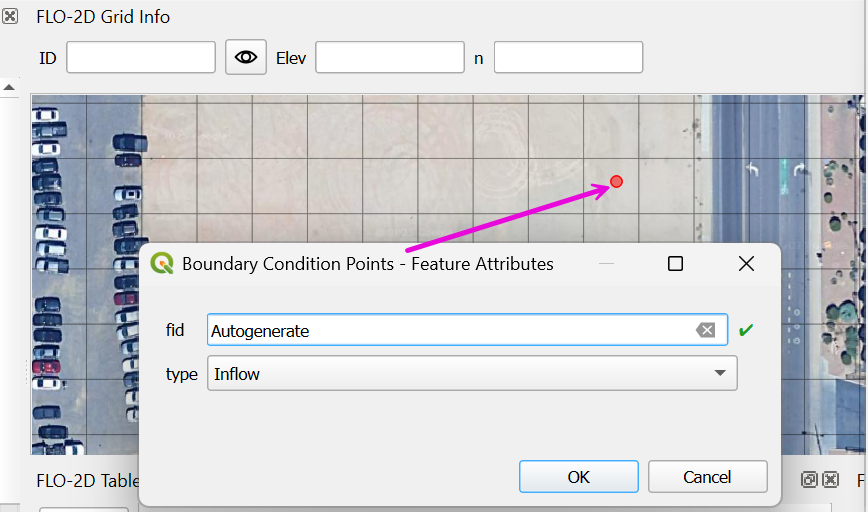 FLO-2D Grid Info
ID Elev n
Boundary Condition Points - Feature Attributes
fid Autogenerate
type Inflow
OK Cancel
FLO-2D Table
F